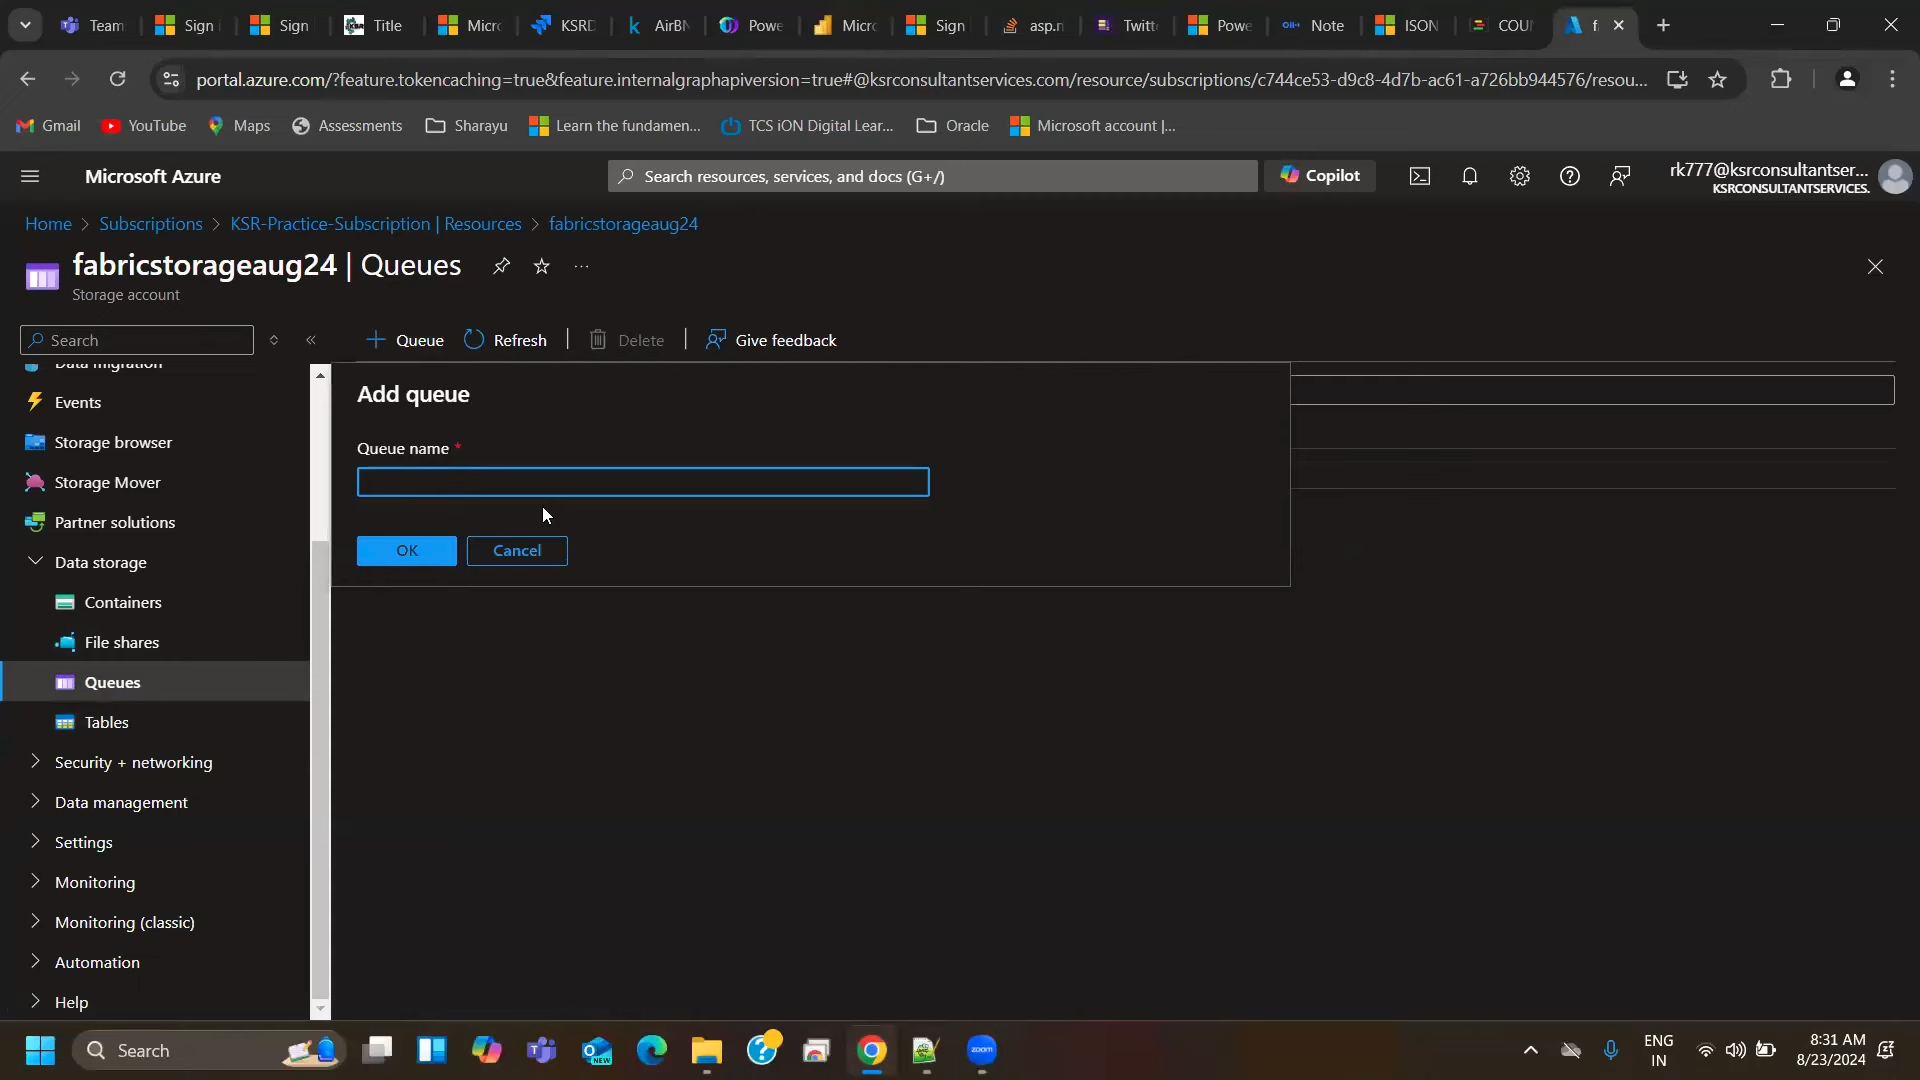 Team
Sign
Sign
Title
Micro
KSRD
AirBN
Powe
Micro
Sign
asp.n
Twitt
Powe
Note
ISON
COUN
f
portal.azure.com/?feature.tokencaching=true&feature.internalgraphapiversion=true#@ksrconsultantservices.com/resource/subscriptions/c744ce53-d9c8-4d7b-ac61-a726bb944576/resou...
Gmail
YouTube
Maps
Assessments
Sharayu
Learn the fundamen...
TCS iON Digital Lear...
Oracle
Microsoft account |...
Microsoft Azure
Search resources, services, and docs (G+/)
Copilot
rk777@ksrconsultantser...
KSRCONSULTANTSERVICES.
Home > Subscriptions > KSR-Practice-Subscription | Resources > fabricstorageaug24
fabricstorageaug24 | Queues
Storage account
Search
Queue
Refresh
Delete
Give feedback
Data migration
Events
Storage browser
Storage Mover
Partner solutions
Data storage
Containers
File shares
Queues
Tables
Security + networking
Data management
Settings
Monitoring
Monitoring (classic)
Automation
Help
Add queue
Queue name *
OK
Cancel
Search
NEW
zoom
ENG
IN
8:31 AM
8/23/2024